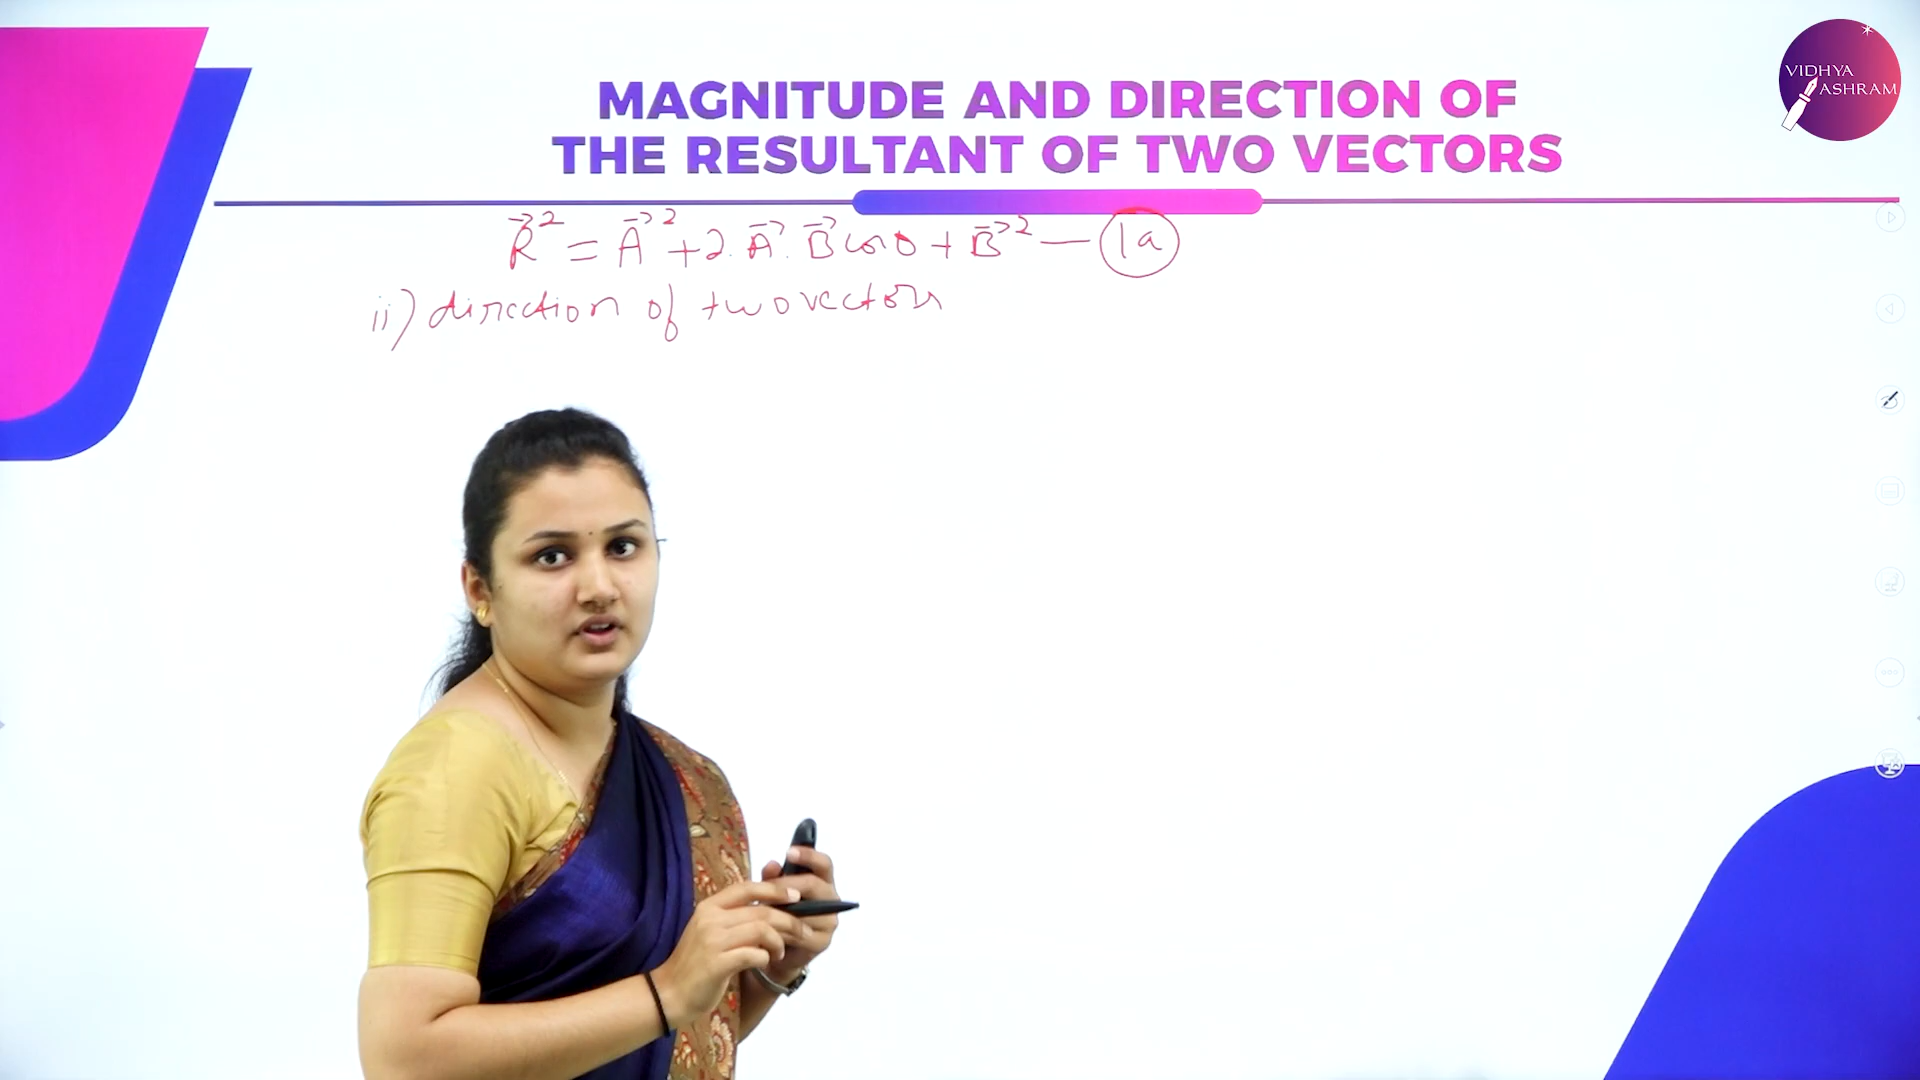 VIDHYA
ASHRAM
MAGNITUDE AND DIRECTION OF
THE RESULTANT OF TWO VECTORS
R⃗² = A⃗² + 2. A⃗. B⃗ cos θ + B⃗² — (1a)
ii) direction of two vectors